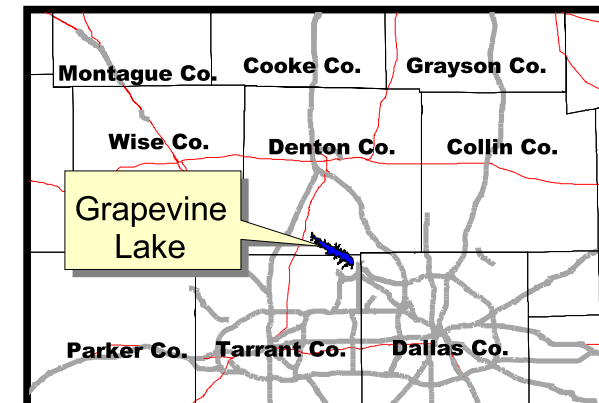 Montague Co.
Cooke Co.
Grayson Co.
Wise Co.
Denton Co.
Collin Co.
Grapevine
Lake
Parker Co.
Tarrant Co.
Dallas Co.